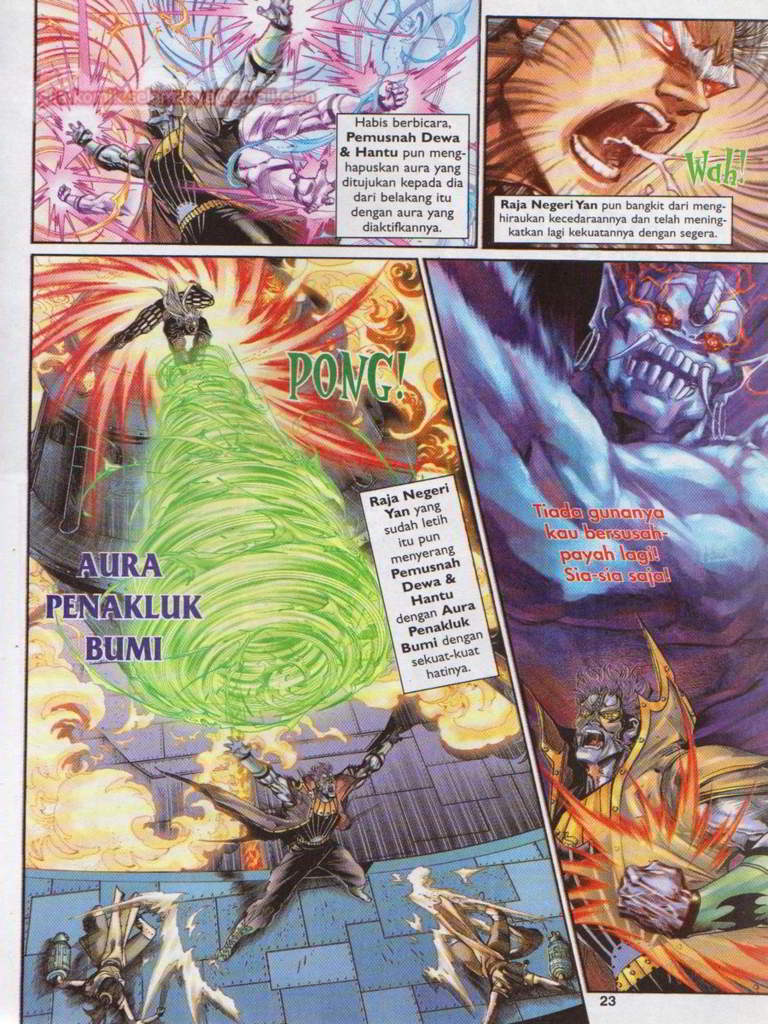 Habis berbicara,
Pemusnah Dewa
& Hantu pun meng-
hapuskan aura yang
ditujukan kepada dia
dari belakang itu
dengan aura yang
diaktifkannya.
Wah!
Raja Negeri Yan pun bangkit dari meng-
hiraukan kecederaannya dan telah mening-
katkan lagi kekuatannya dengan segera.
PONG!
Raja Negeri
Yan yang
sudah letih
itu pun
menyerang
Pemusnah
Dewa &
Hantu
dengan Aura
Penakluk
Bumi dengan
sekuat-kuat
hatinya.
AURA
PENAKLUK
BUMI
Tiada gunanya
kau bersusah-
payah lagi!
Sia-sia saja!
23